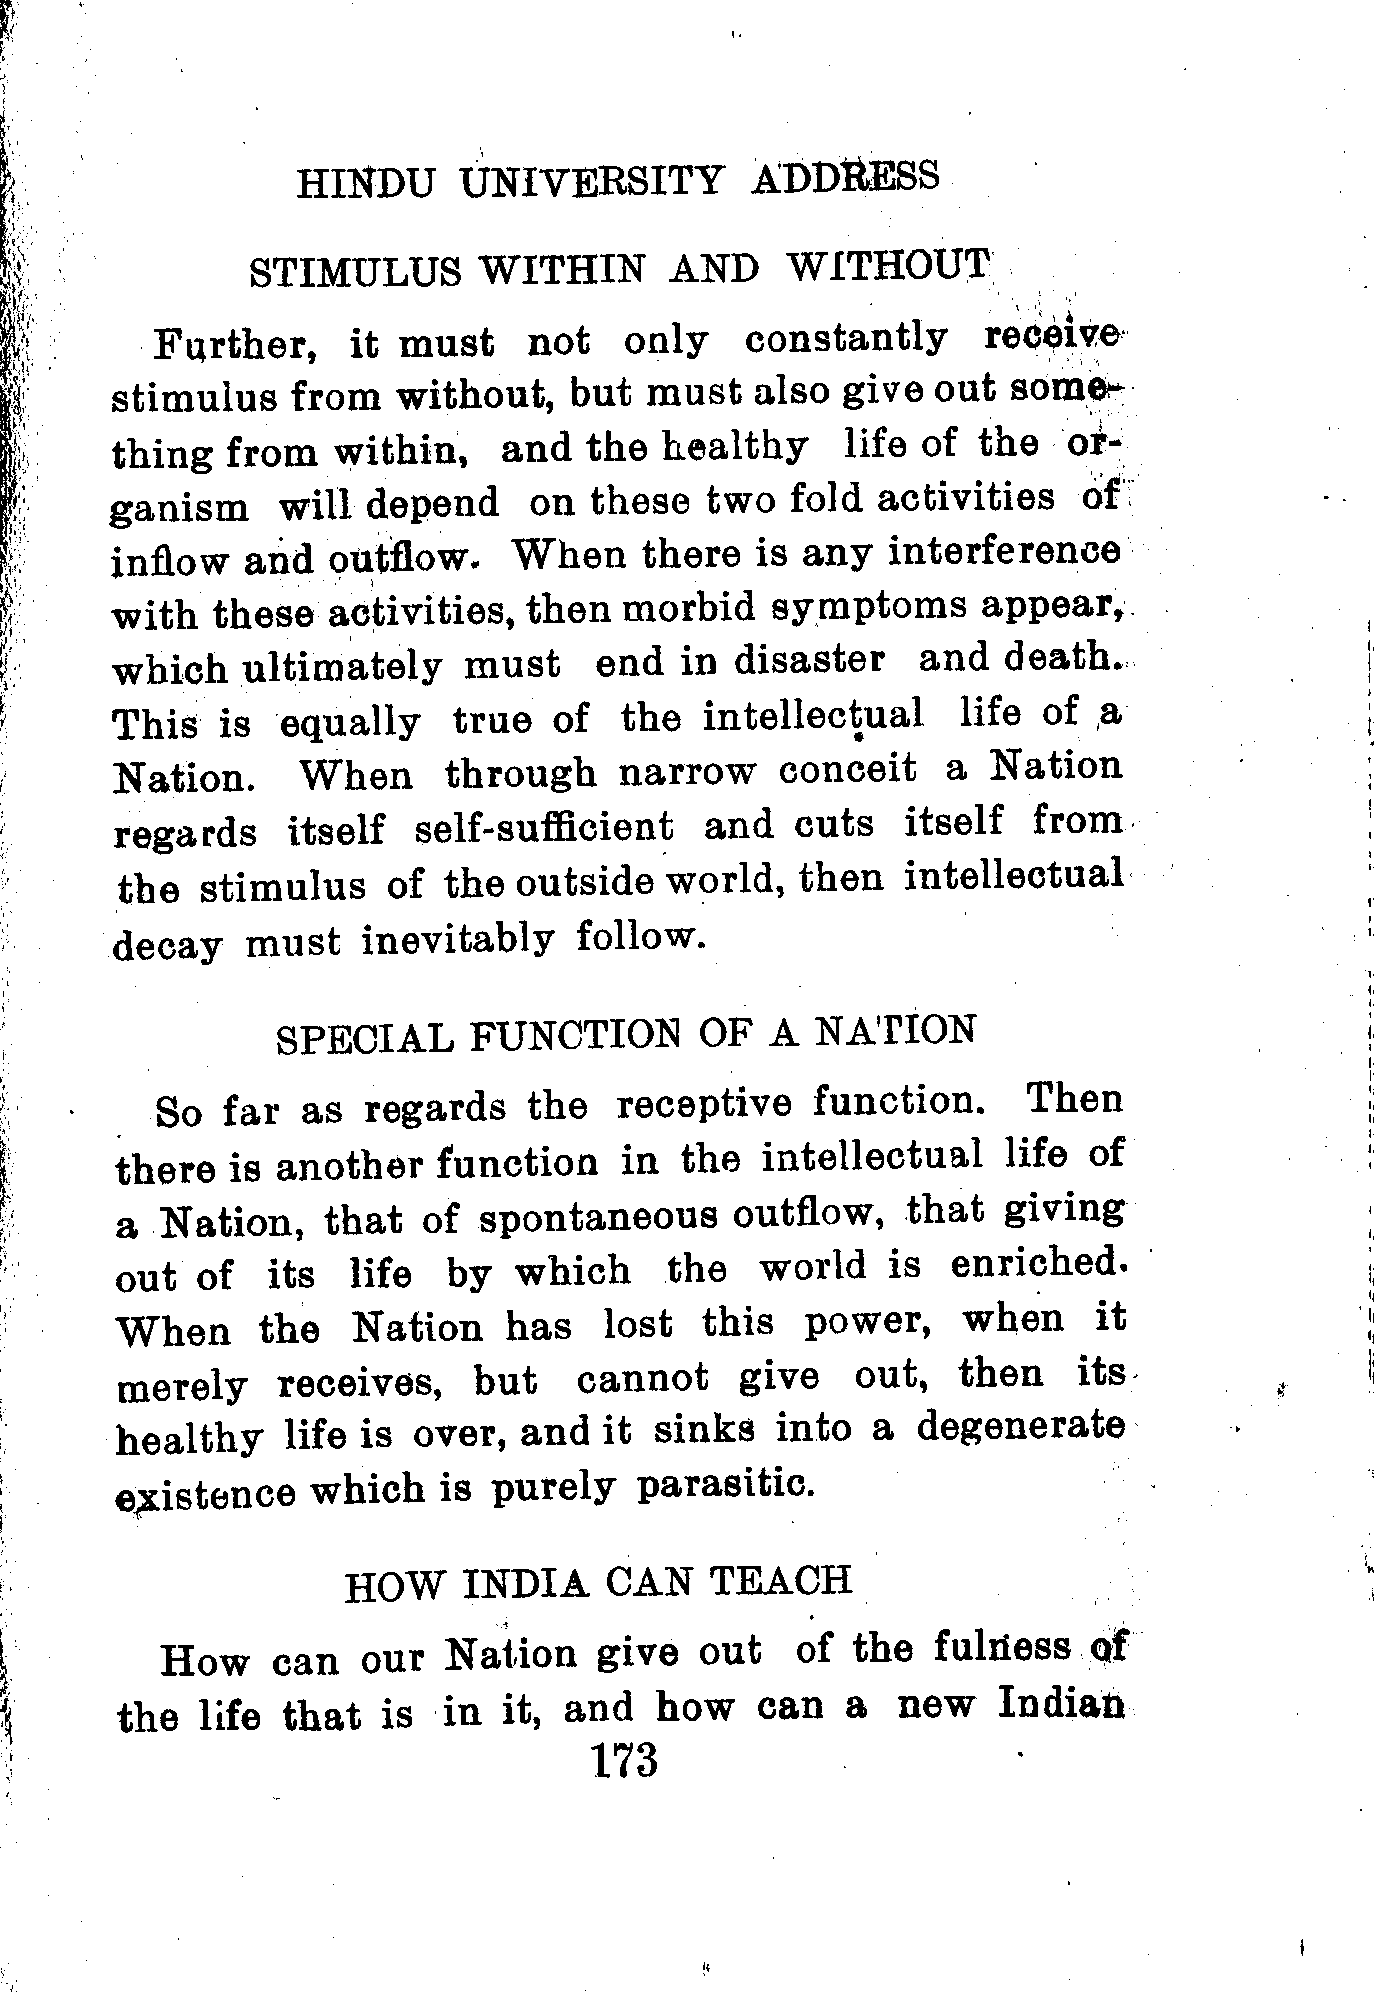 HINDU UNIVERSITY ADDRESS
STIMULUS WITHIN AND WITHOUT
Further, it must not only constantly receive
stimulus from without, but must also give out some-
thing from within, and the healthy life of the or-
ganism will depend on these two fold activities of
inflow and outflow. When there is any interference
with these activities, then morbid symptoms appear,
which ultimately must end in disaster and death.
This is equally true of the intellectual life of a
Nation. When through narrow conceit a Nation
regards itself self-sufficient and cuts itself from
the stimulus of the outside world, then intellectual
decay must inevitably follow.
SPECIAL FUNCTION OF A NATION
So far as regards the receptive function. Then
there is another function in the intellectual life of
a Nation, that of spontaneous outflow, that giving
out of its life by which the world is enriched.
When the Nation has lost this power, when it
merely receives, but cannot give out, then its
healthy life is over, and it sinks into a degenerate
existence which is purely parasitic.
HOW INDIA CAN TEACH
How can our Nation give out of the fulness of
the life that is in it, and how can a new Indian
173